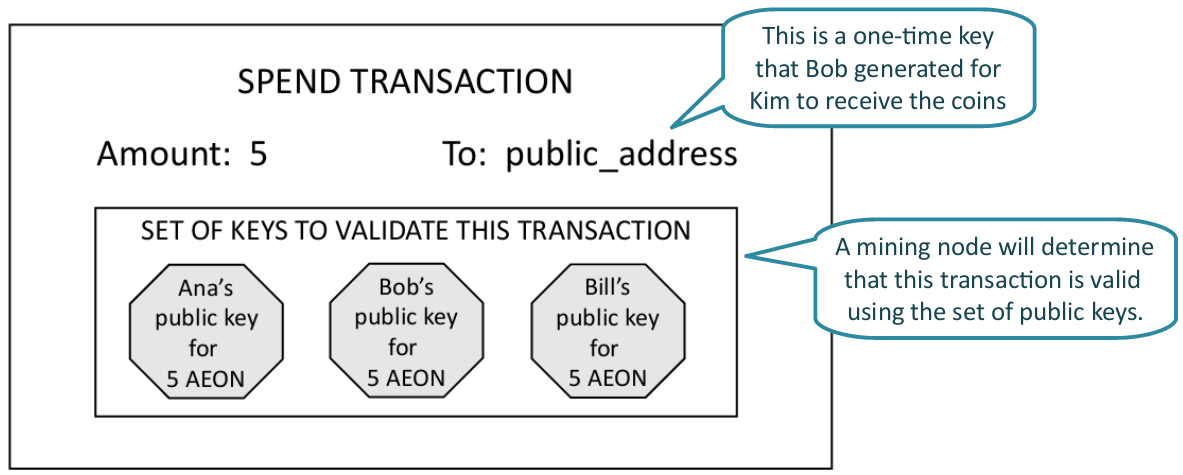 This is a one-time key
that Bob generated for
Kim to receive the coins
SPEND TRANSACTION
Amount: 5
To: public_address
SET OF KEYS TO VALIDATE THIS TRANSACTION
Ana's
public key
for
5 AEON
Bob's
public key
for
5 AEON
Bill's
public key
for
5 AEON
A mining node will determine
that this transaction is valid
using the set of public keys.